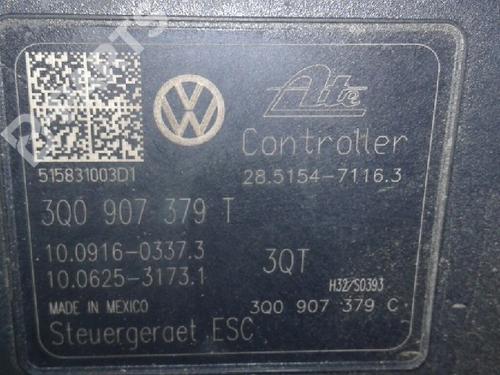 Ate
Controller
515831003D1
28.5154-7116.3
3Q0 907 379 T
10.0916-0337.3
10.0625-3173.1
3QT
H32/S0393
MADE IN MEXICO
3Q0 907 379 C
Steuergeraet ESC